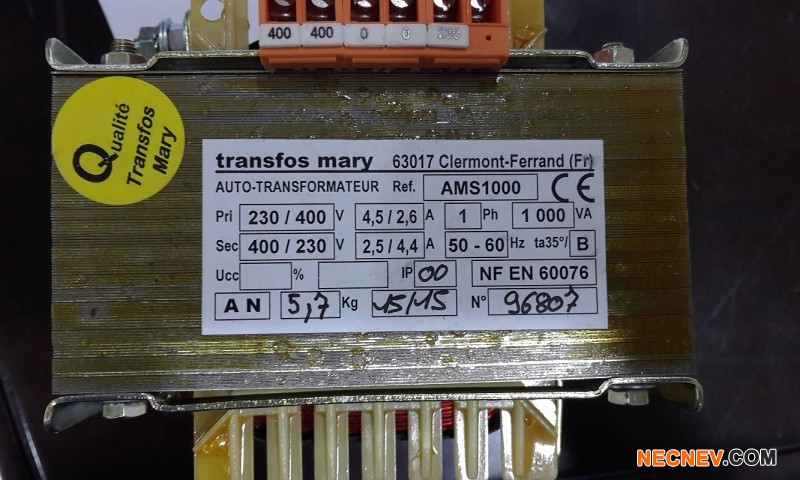 400 400 0 0 230
Qualité
Transfos
Mary
transfos mary 63017 Clermont-Ferrand (Fr)
AUTO-TRANSFORMATEUR Ref. AMS1000 CE
Pri 230 / 400 V 4,5 / 2,6 A 1 Ph 1 000 VA
Sec 400 / 230 V 2,5 / 4,4 A 50 - 60 Hz ta35°/ B
Ucc % IP 00 NF EN 60076
A N 5,7 Kg 15/15 N° 96807
NECNEV.COM